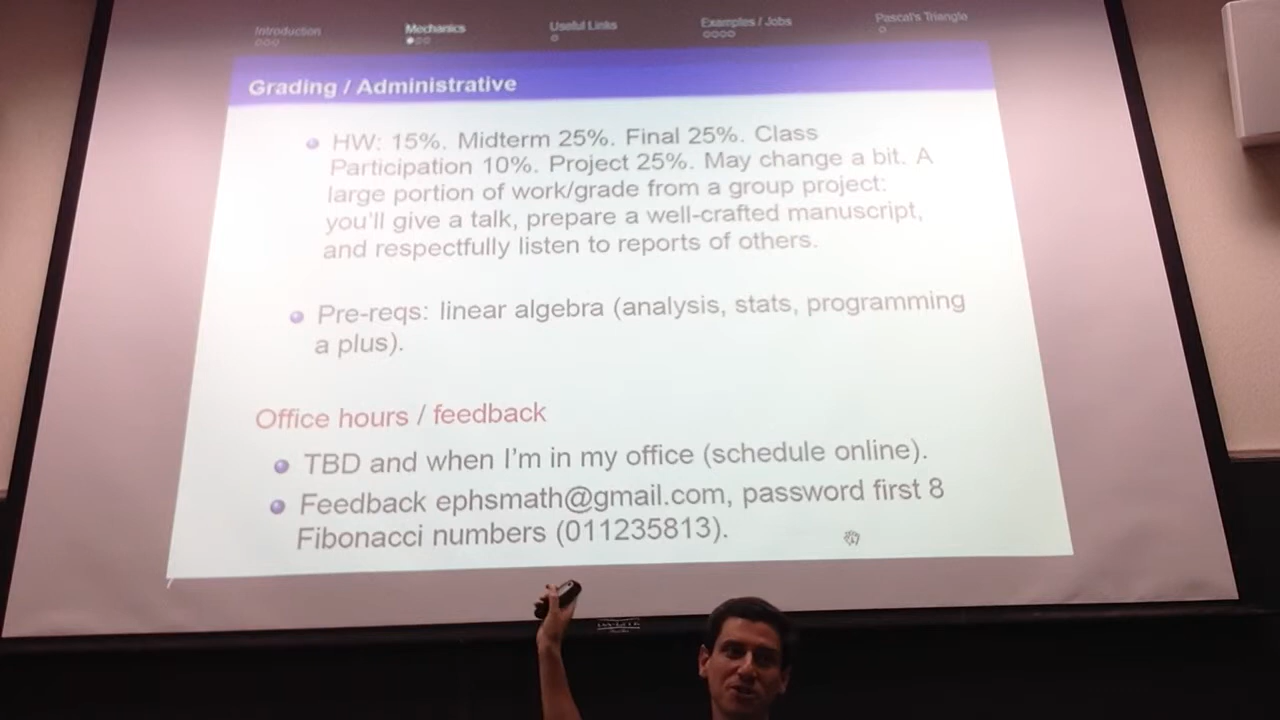 Introduction Mechanics Useful Links Examples / Jobs Pascal's Triangle
Grading / Administrative
HW: 15%. Midterm 25%. Final 25%. Class
Participation 10%. Project 25%. May change a bit. A
large portion of work/grade from a group project:
you'll give a talk, prepare a well-crafted manuscript,
and respectfully listen to reports of others.
Pre-reqs: linear algebra (analysis, stats, programming
a plus).
Office hours / feedback
TBD and when I'm in my office (schedule online).
Feedback ephsmath@gmail.com, password first 8
Fibonacci numbers (011235813).